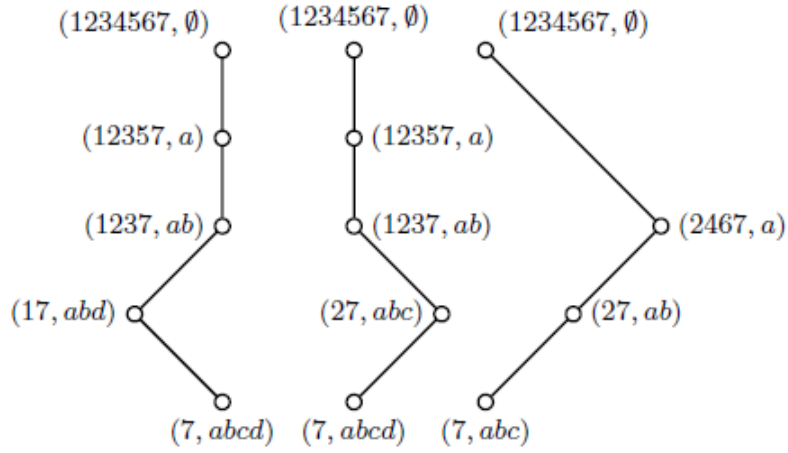 (1234567, ∅) (1234567, ∅) (1234567, ∅)
(12357, a) (12357, a)
(1237, ab) (1237, ab) (2467, a)
(17, abd) (27, abc) (27, ab)
(7, abcd) (7, abcd) (7, abc)